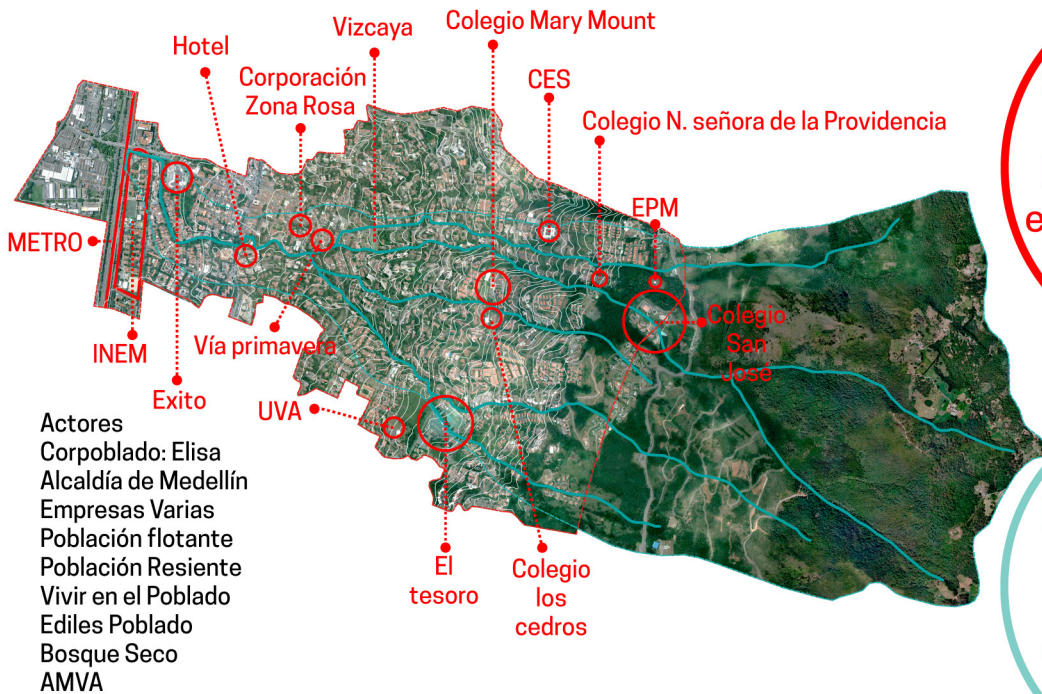 Colegio Mary Mount
Vizcaya
Hotel
Corporación
Zona Rosa
CES
Colegio N. señora de la Providencia
EPM
e
METRO
INEM
Vía primavera
Colegio
San
José
Exito
UVA
El
tesoro
Colegio
los
cedros
Actores
Corpoblado: Elisa
Alcaldía de Medellín
Empresas Varias
Población flotante
Población Resiente
Vivir en el Poblado
Ediles Poblado
Bosque Seco
AMVA